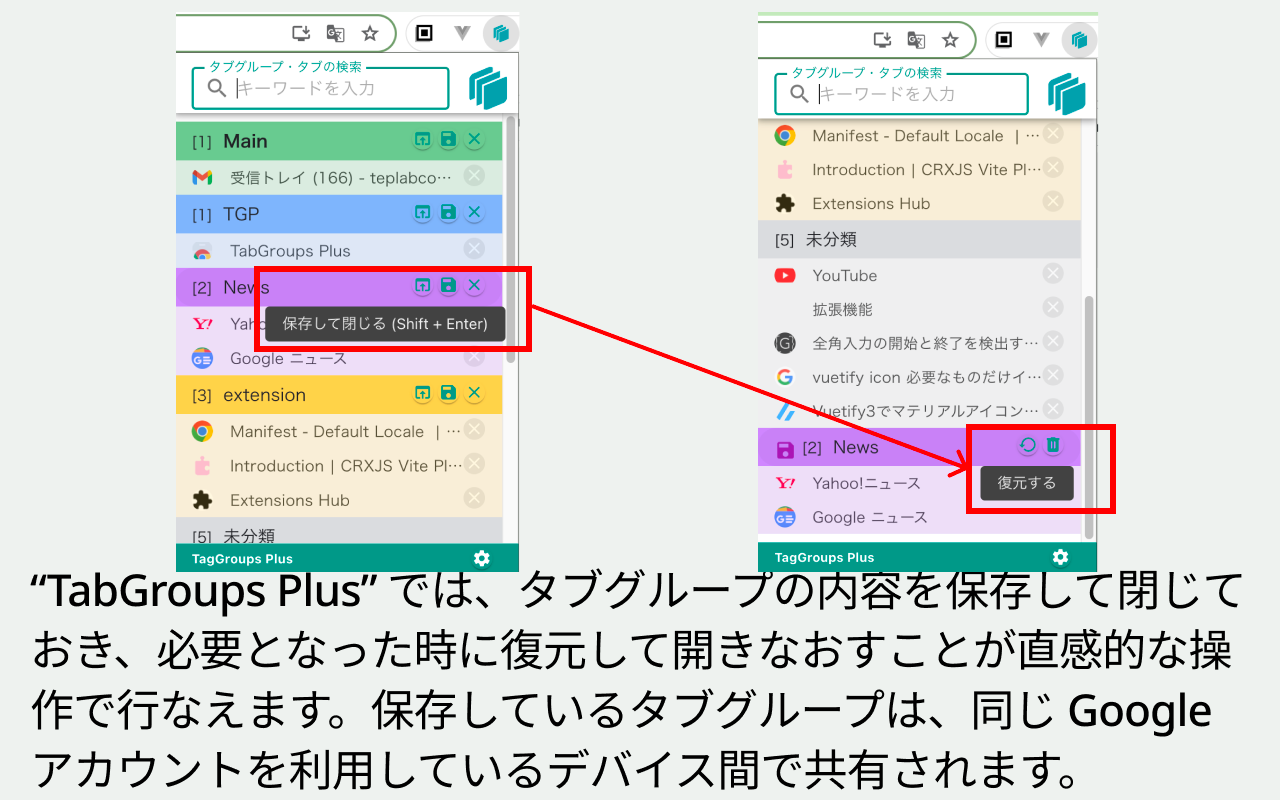 タブグループ・タブの検索
キーワードを入力
[1] Main
受信トレイ (166) - teplabco…
[1] TGP
TabGroups Plus
[2] News
保存して閉じる (Shift + Enter)
Google ニュース
[3] extension
Manifest - Default Locale | …
Introduction | CRXJS Vite Pl…
Extensions Hub
[5] 未分類
TagGroups Plus
タブグループ・タブの検索
キーワードを入力
Manifest - Default Locale | …
Introduction | CRXJS Vite Pl…
Extensions Hub
[5] 未分類
YouTube
拡張機能
全角入力の開始と終了を検出す…
vuetify icon 必要なものだけイ…
Vuetify3でマテリアルアイコン…
[2] News
Yahoo!ニュース
復元する
Google ニュース
TagGroups Plus
“TabGroups Plus” では、タブグループの内容を保存して閉じて
おき、必要となった時に復元して開きなおすことが直感的な操
作で行なえます。保存しているタブグループは、同じ Google
アカウントを利用しているデバイス間で共有されます。